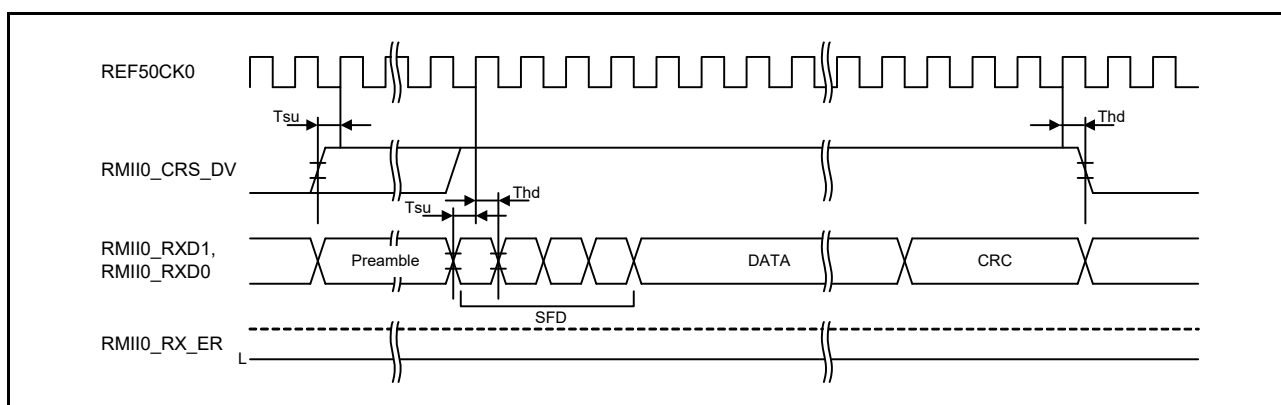 REF50CK0
Tsu
Thd
RMII0_CRS_DV
Thd
Tsu
RMII0_RXD1,
RMII0_RXD0
Preamble
DATA
CRC
SFD
RMII0_RX_ER
L